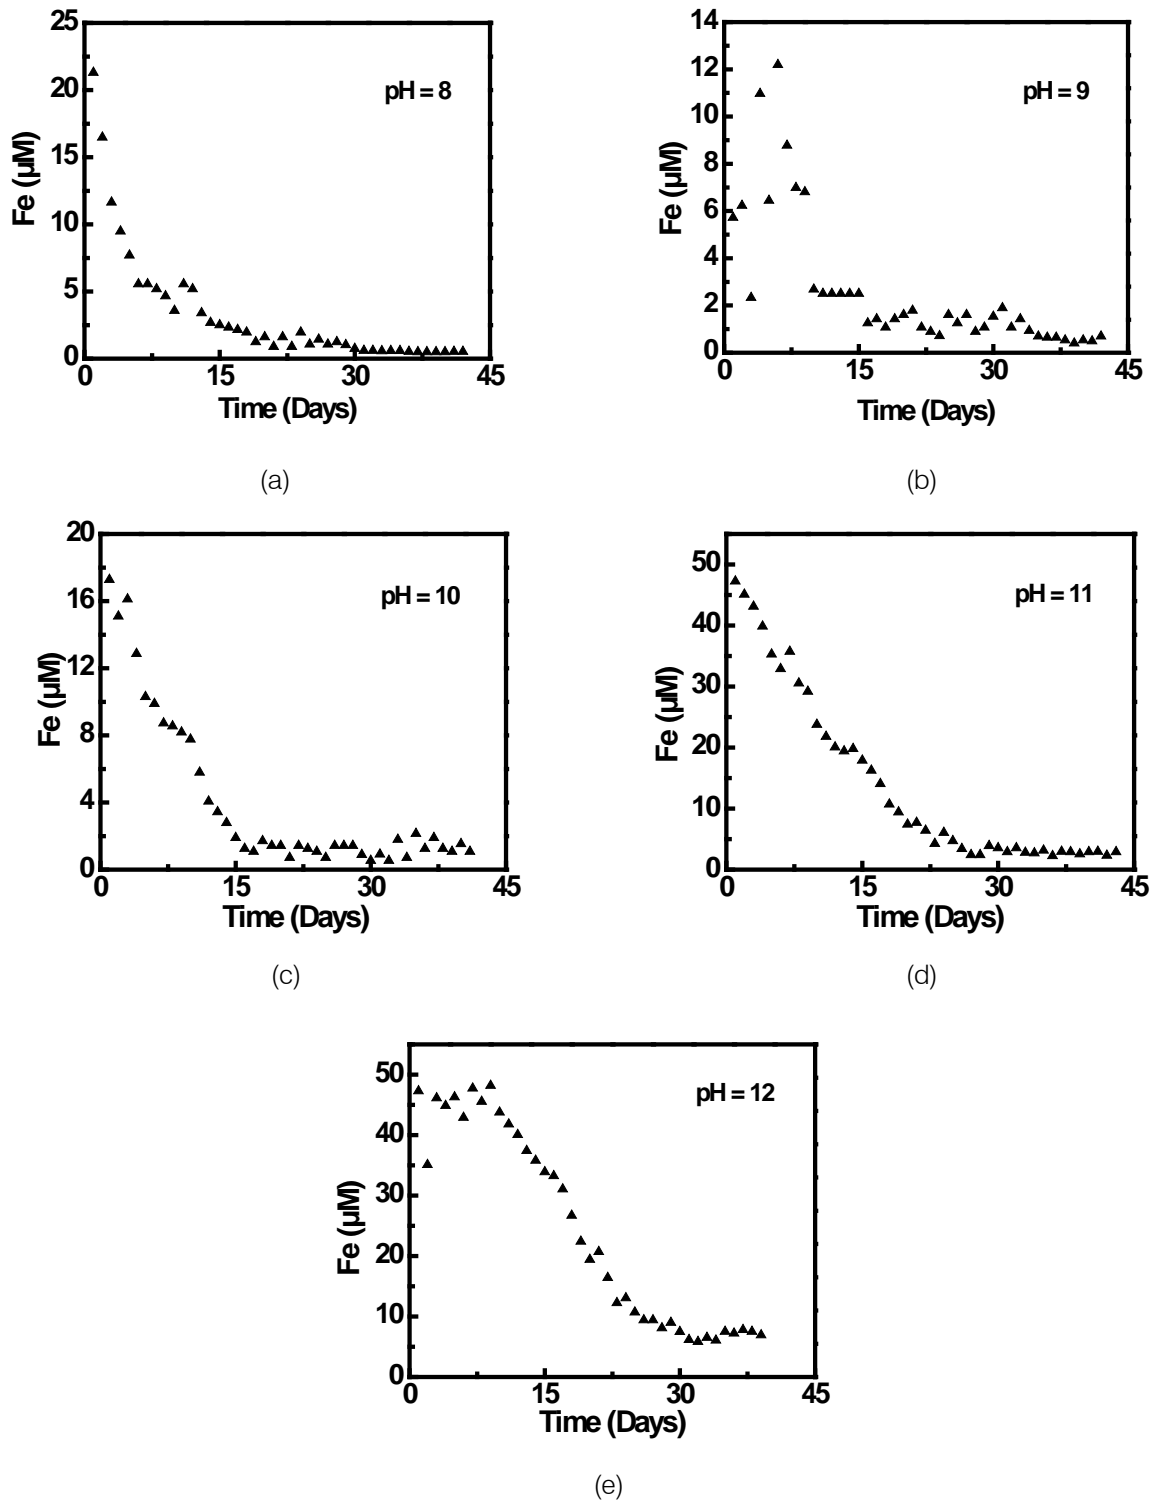 25
20
15
10
5
0
0 15 30 45
Fe (µM)
Time (Days)
pH = 8
(a)
14
12
10
8
6
4
2
0
0 15 30 45
Fe (µM)
Time (Days)
pH = 9
(b)
20
16
12
8
4
0
0 15 30 45
Fe (µM)
Time (Days)
pH = 10
(c)
50
40
30
20
10
0
0 15 30 45
Fe (µM)
Time (Days)
pH = 11
(d)
50
40
30
20
10
0
0 15 30 45
Fe (µM)
Time (Days)
pH = 12
(e)